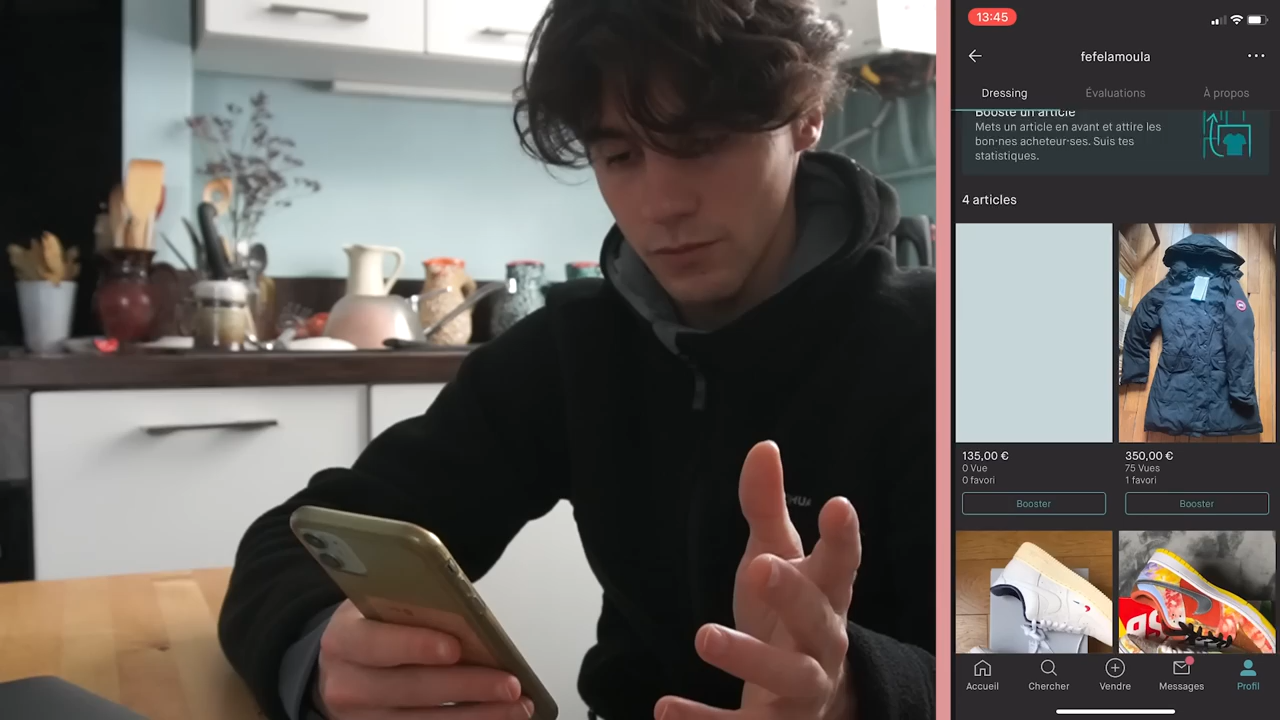 13:45
fefelamoula
Dressing
Évaluations
À propos
Booste un article
Mets un article en avant et attire les
bon·nes acheteur·ses. Suis tes
statistiques.
4 articles
135,00 €
0 Vue
0 favori
Booster
350,00 €
75 Vues
1 favori
Booster
Accueil
Chercher
Vendre
Messages
Profil